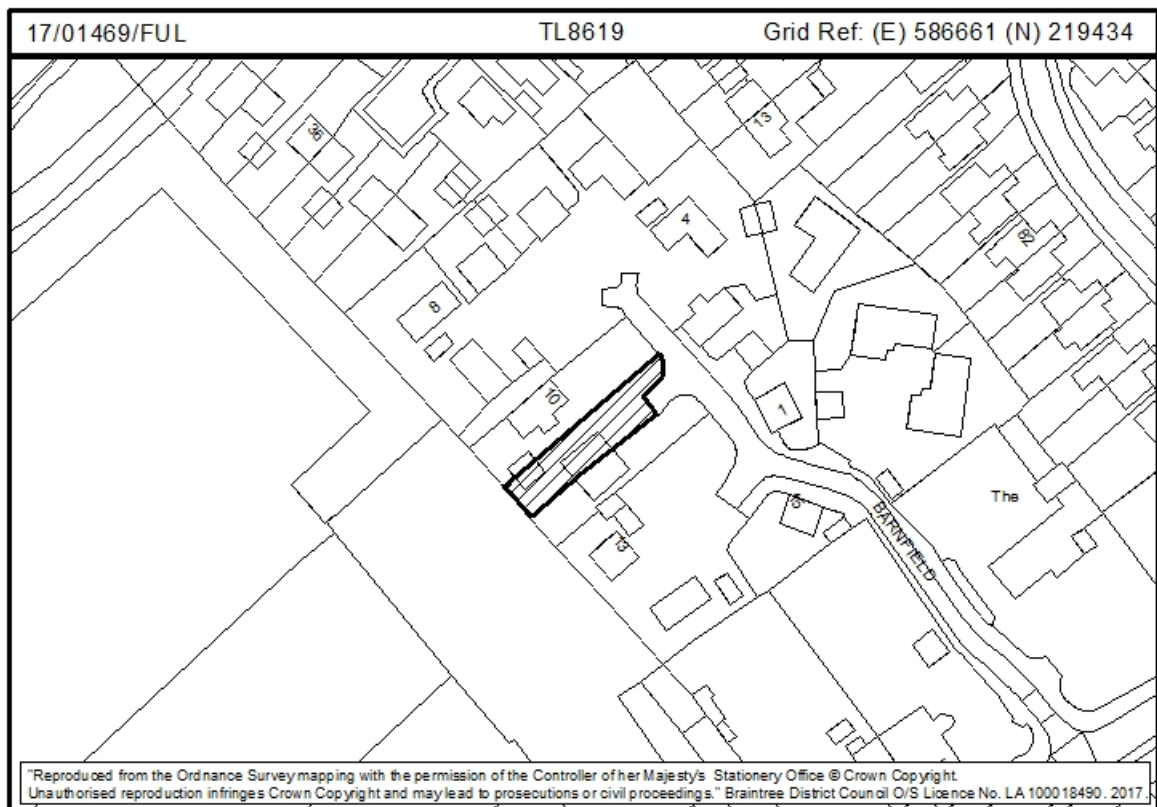 17/01469/FUL TL8619 Grid Ref: (E) 586661 (N) 219434
36
13
4
82
8
10
1
The
5
BARNFIELD
13
"Reproduced from the Ordnance Survey mapping with the permission of the Controller of her Majesty's Stationery Office © Crown Copyright.
Unauthorised reproduction infringes Crown Copyright and may lead to prosecutions or civil proceedings." Braintree District Council O/S Licence No. LA 100018490. 2017.